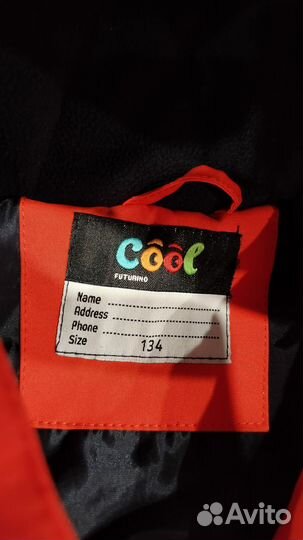 Cool
FUTURINO
Name
Address
Phone
Size 134
Avito